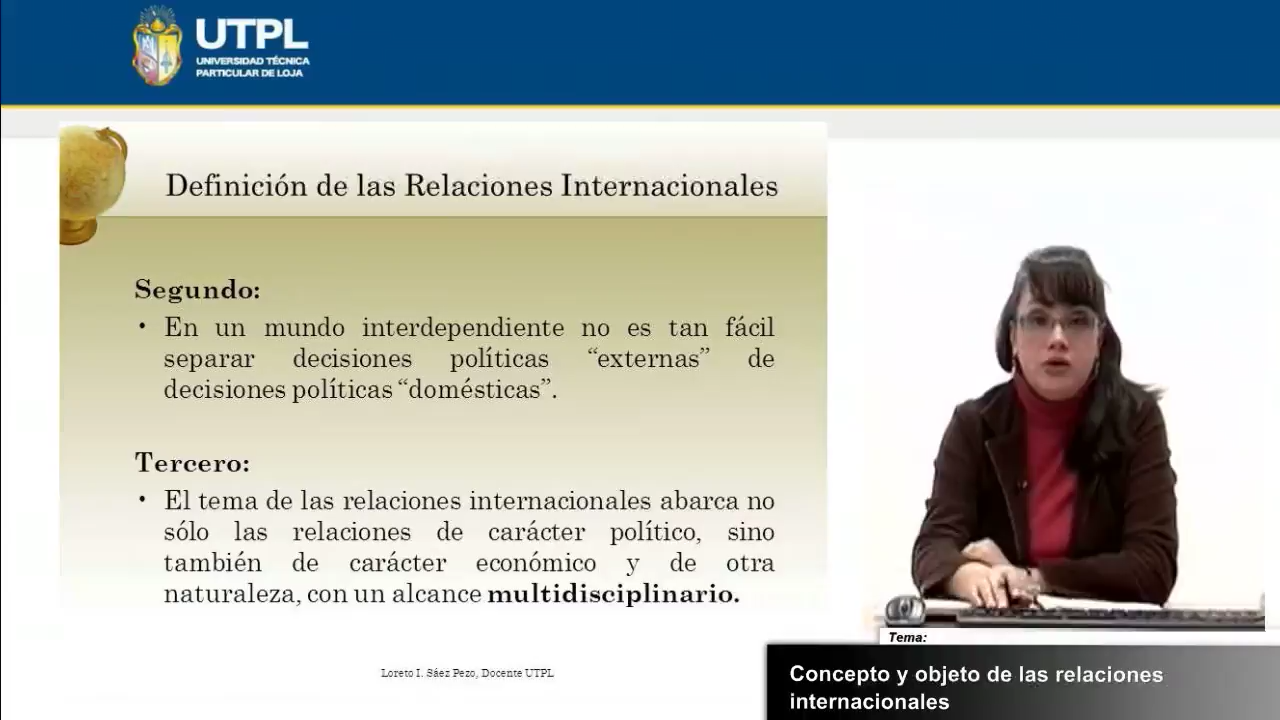 UTPL
UNIVERSIDAD TÉCNICA
PARTICULAR DE LOJA
Definición de las Relaciones Internacionales
Segundo:
• En un mundo interdependiente no es tan fácil
separar decisiones políticas “externas” de
decisiones políticas “domésticas”.
Tercero:
• El tema de las relaciones internacionales abarca no
sólo las relaciones de carácter político, sino
también de carácter económico y de otra
naturaleza, con un alcance multidisciplinario.
Loreto I. Sáez Pezo, Docente UTPL
Tema:
Concepto y objeto de las relaciones
internacionales